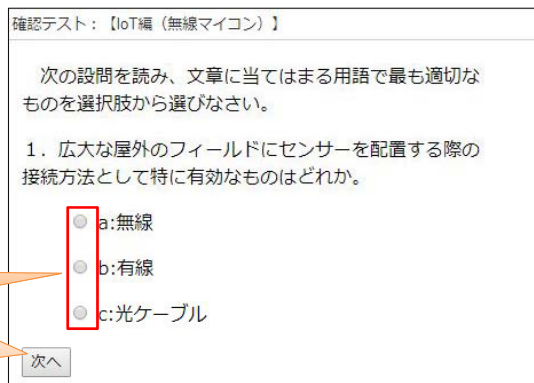 確認テスト：【IoT編（無線マイコン）】
次の設問を読み、文章に当てはまる用語で最も適切な
ものを選択肢から選びなさい。
１．広大な屋外のフィールドにセンサーを配置する際の
接続方法として特に有効なものはどれか。
a:無線
b:有線
c:光ケーブル
次へ